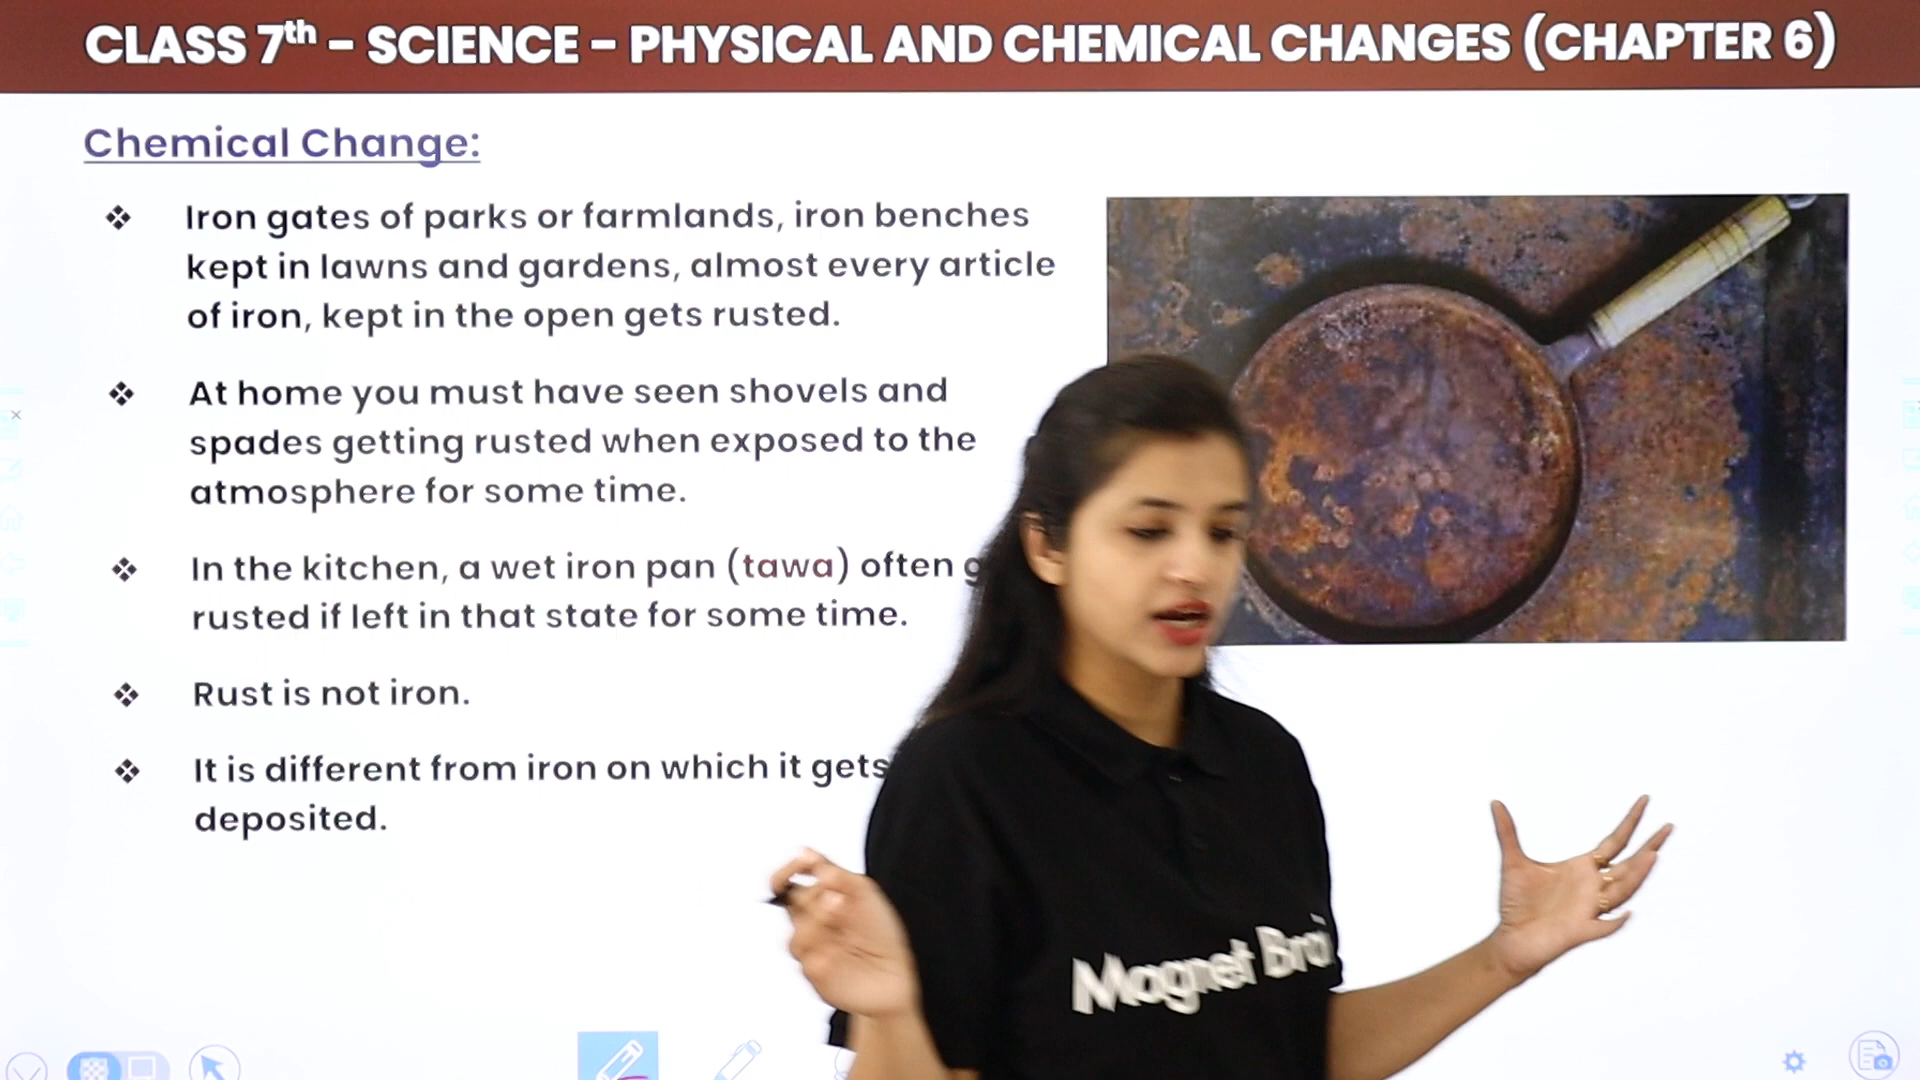 CLASS 7th – SCIENCE – PHYSICAL AND CHEMICAL CHANGES (CHAPTER 6)
Chemical Change:
❖ Iron gates of parks or farmlands, iron benches
kept in lawns and gardens, almost every article
of iron, kept in the open gets rusted.
❖ At home you must have seen shovels and
spades getting rusted when exposed to the
atmosphere for some time.
❖ In the kitchen, a wet iron pan (tawa) often
rusted if left in that state for some time.
❖ Rust is not iron.
❖ It is different from iron on which it gets
deposited.
Magnet Brai